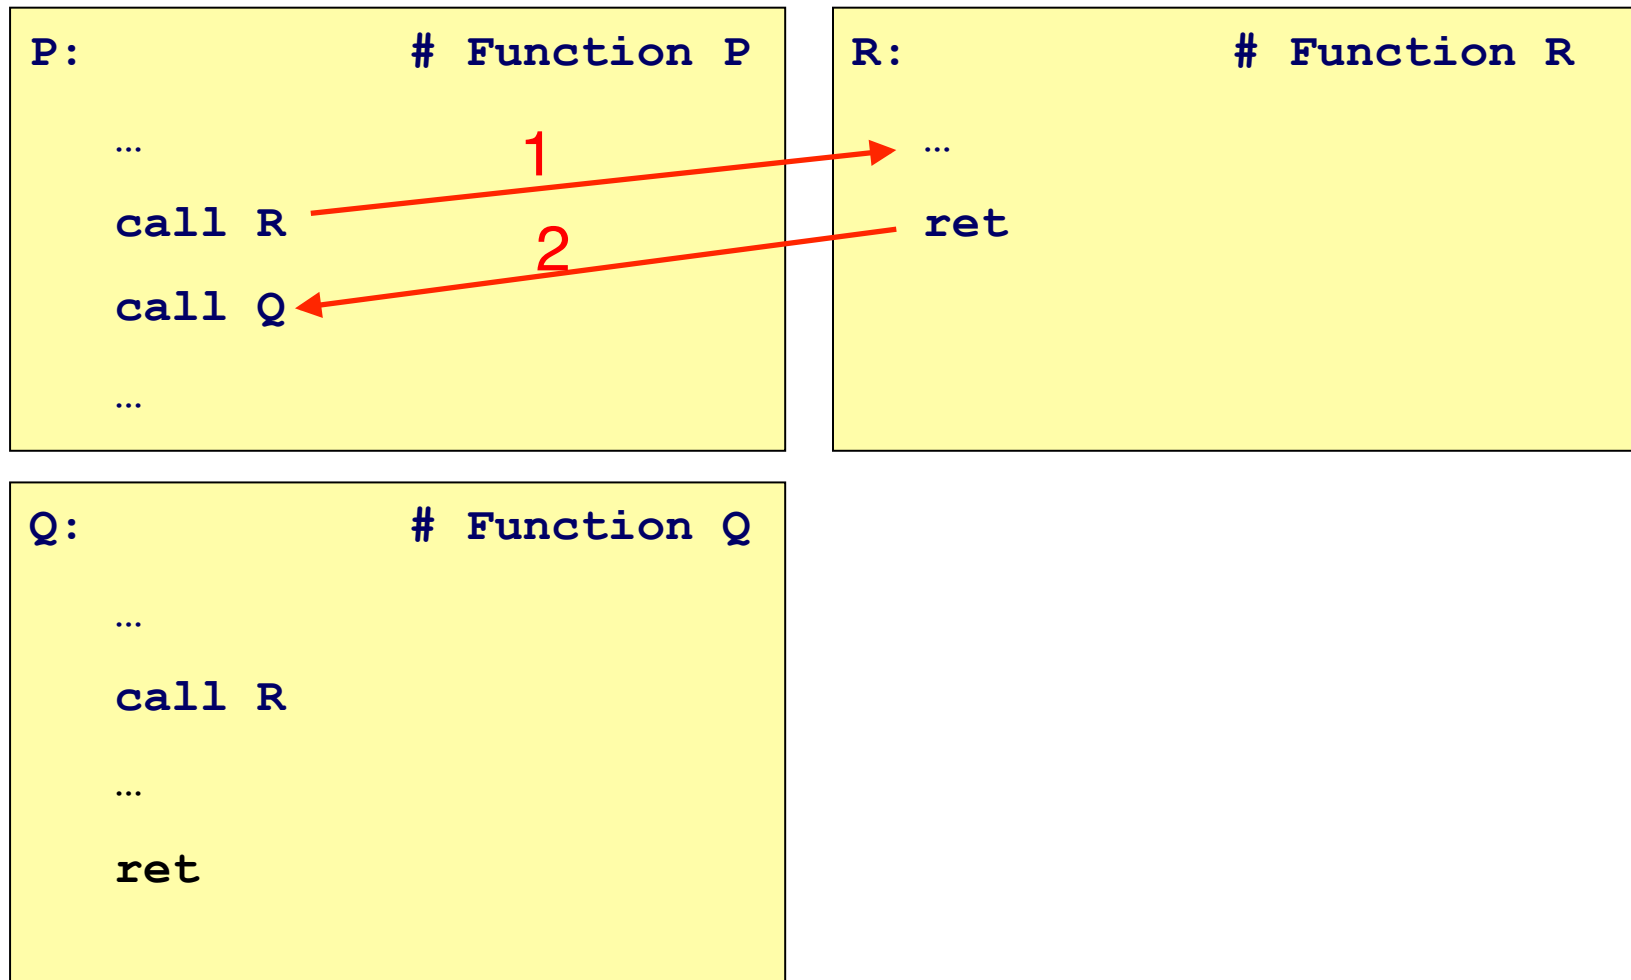 P: # Function P
…
call R
call Q
…
1
2
R: # Function R
…
ret
Q: # Function Q
…
call R
…
ret